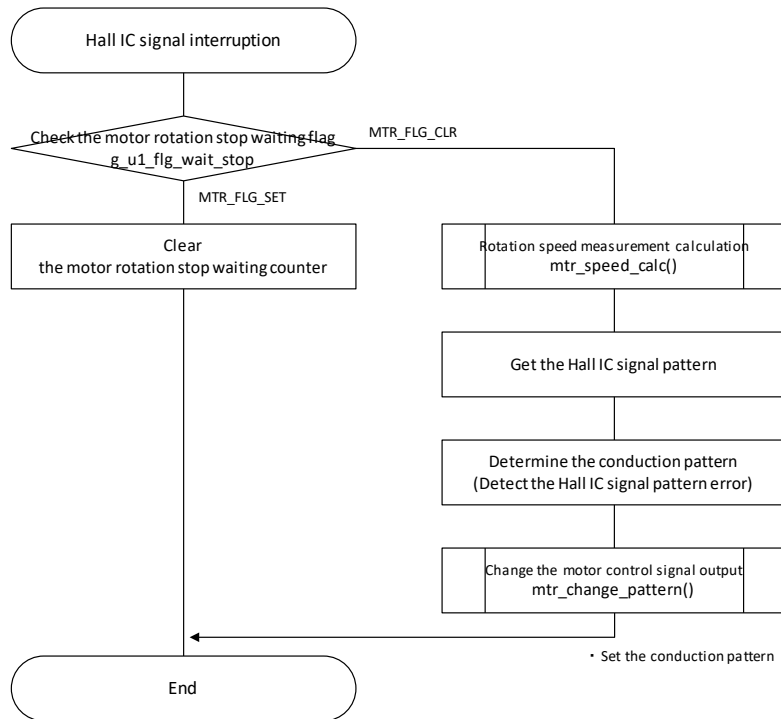 Hall IC signal interruption
Check the motor rotation stop waiting flag
g_u1_flg_wait_stop
MTR_FLG_CLR
MTR_FLG_SET
Clear
the motor rotation stop waiting counter
Rotation speed measurement calculation
mtr_speed_calc()
Get the Hall IC signal pattern
Determine the conduction pattern
(Detect the Hall IC signal pattern error)
Change the motor control signal output
mtr_change_pattern()
・ Set the conduction pattern
End